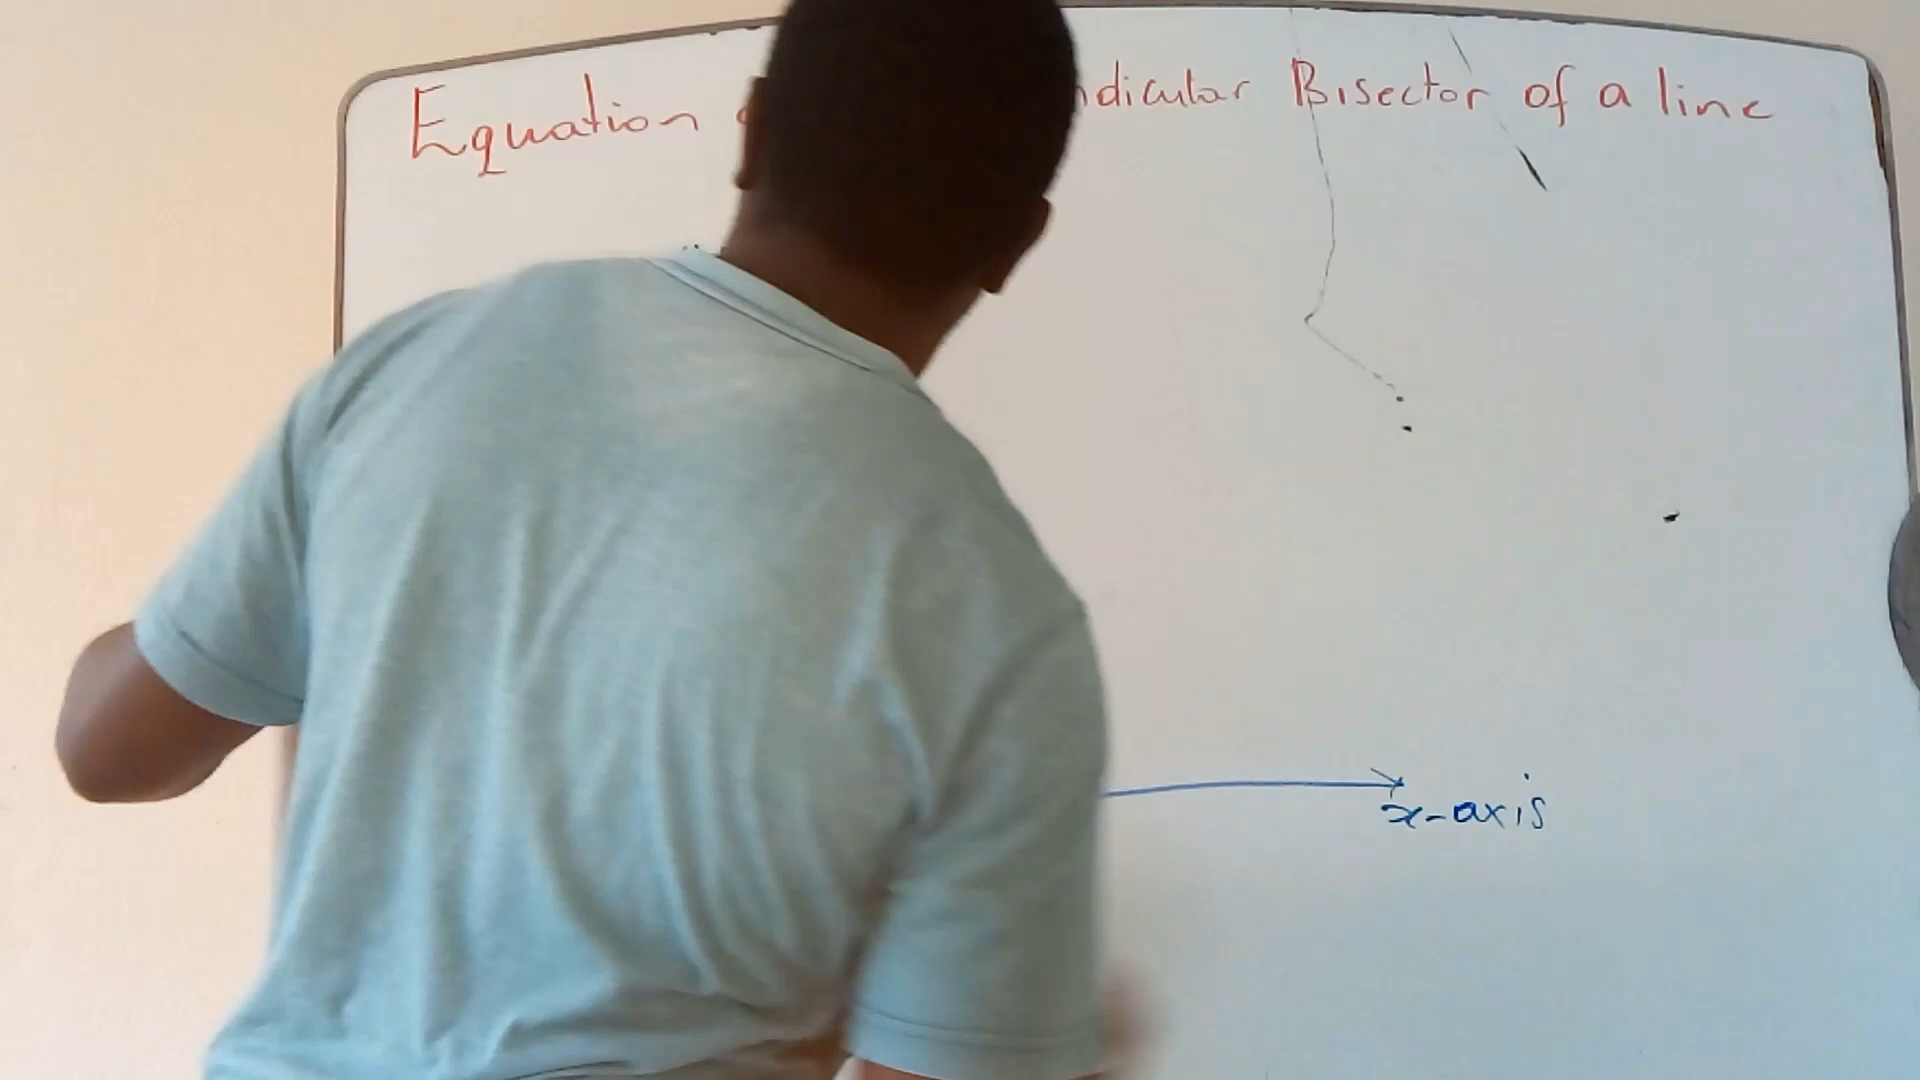 Equation ndicular Bisector of a line
x-axis